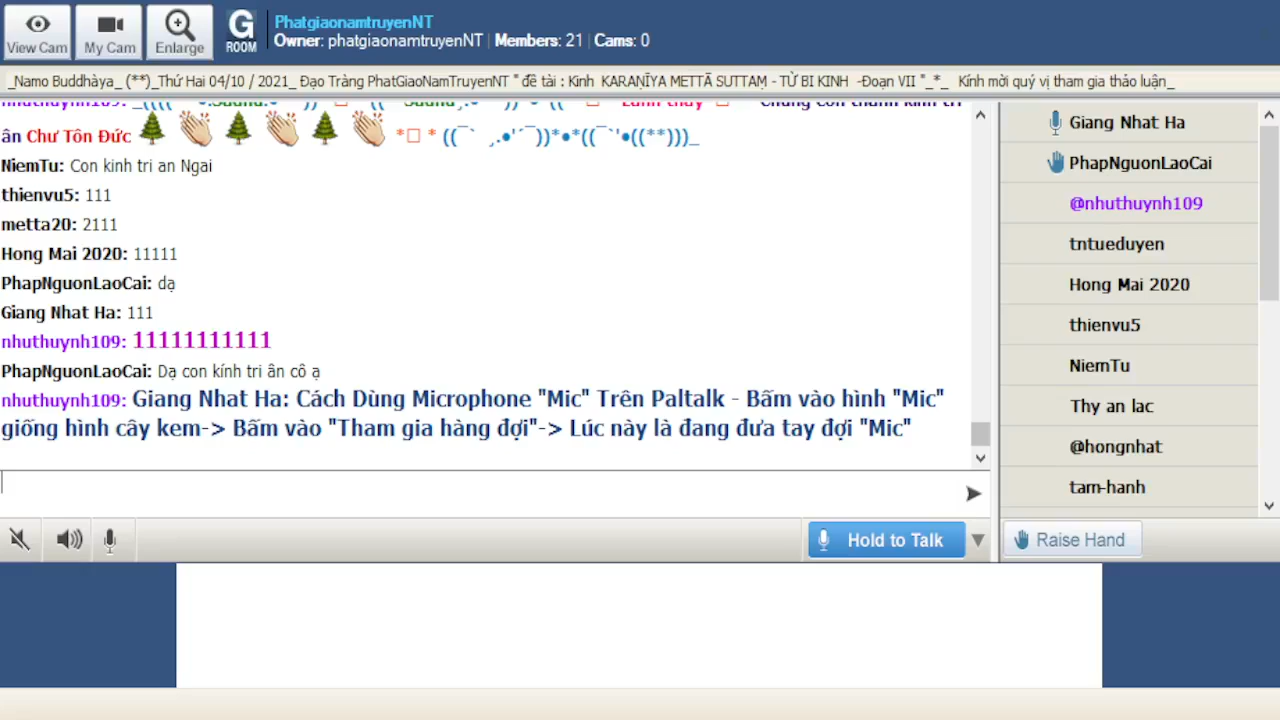 View Cam
My Cam
Enlarge
G
ROOM
PhatgiaonamtruyenNT
Owner: phatgiaonamtruyenNT | Members: 21 | Cams: 0
_Namo Buddhàya_ (**)_Thứ Hai 04/10 / 2021_ Đạo Tràng PhatGiaoNamTruyenNT " đề tài : Kinh KARAṆĪYA METTĀ SUTTAṂ - TỪ BI KINH -Đoạn VII "_*_ Kính mời quý vị tham gia thảo luận_
ân Chư Tôn Đức
NiemTu: Con kinh tri an Ngai
thienvu5: 111
metta20: 2111
Hong Mai 2020: 11111
PhapNguonLaoCai: dạ
Giang Nhat Ha: 111
nhuthuynh109: 11111111111
PhapNguonLaoCai: Dạ con kính tri ân cô ạ
nhuthuynh109: Giang Nhat Ha: Cách Dùng Microphone "Mic" Trên Paltalk - Bấm vào hình "Mic"
giống hình cây kem-> Bấm vào "Tham gia hàng đợi"-> Lúc này là đang đưa tay đợi "Mic"
Giang Nhat Ha
PhapNguonLaoCai
@nhuthuynh109
tntueduyen
Hong Mai 2020
thienvu5
NiemTu
Thy an lac
@hongnhat
tam-hanh
Hold to Talk
Raise Hand